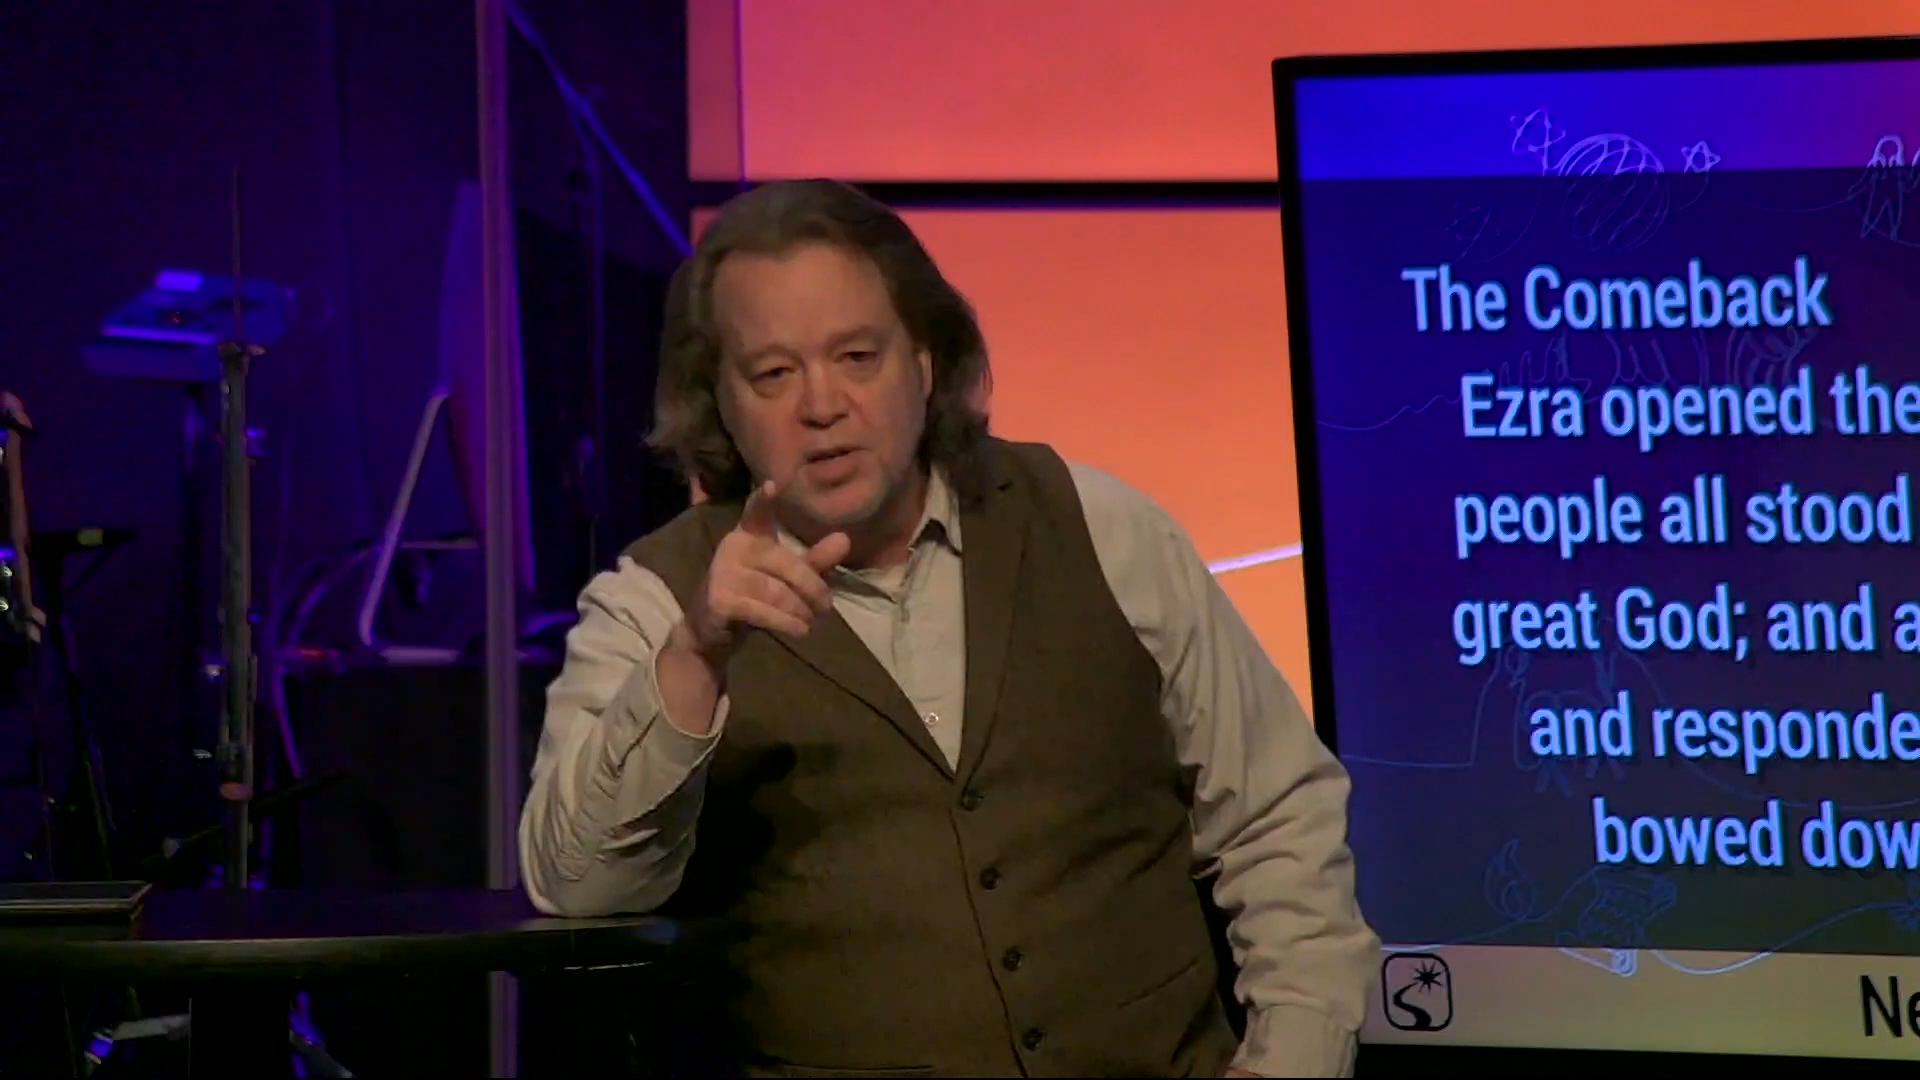 The Comeback
Ezra opened the
people all stood
great God; and a
and responde
bowed dow
Ne